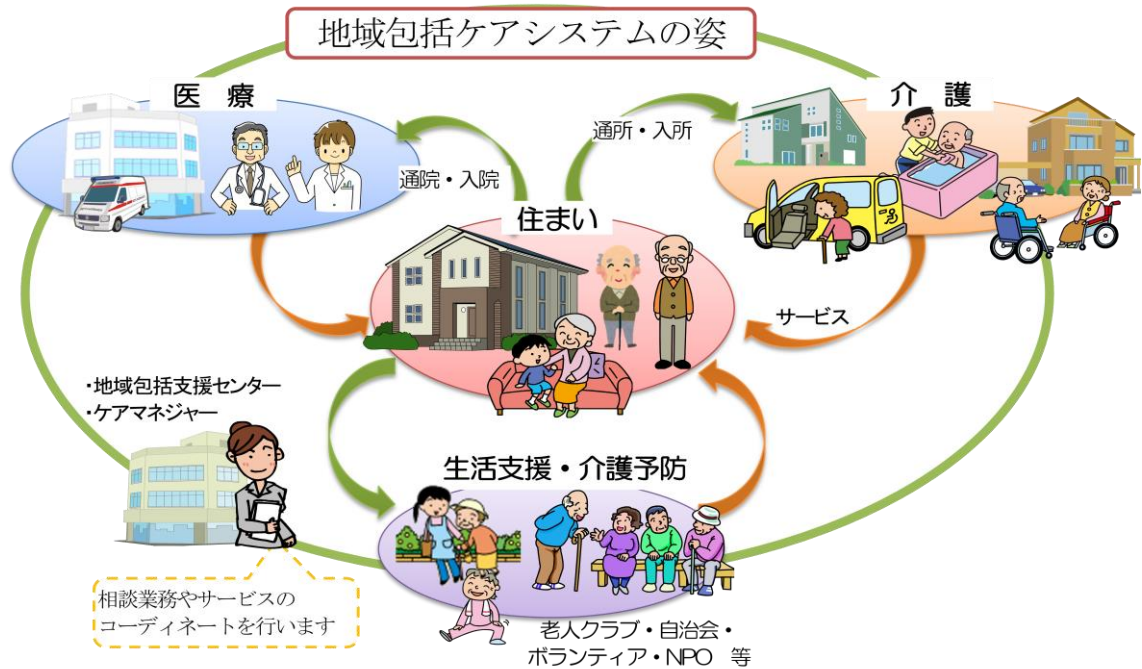 地域包括ケアシステムの姿
医 療
介 護
通所・入所
通院・入院
住まい
サービス
・地域包括支援センター
・ケアマネジャー
生活支援・介護予防
相談業務やサービスの
コーディネートを行います
老人クラブ・自治会・
ボランティア・NPO 等